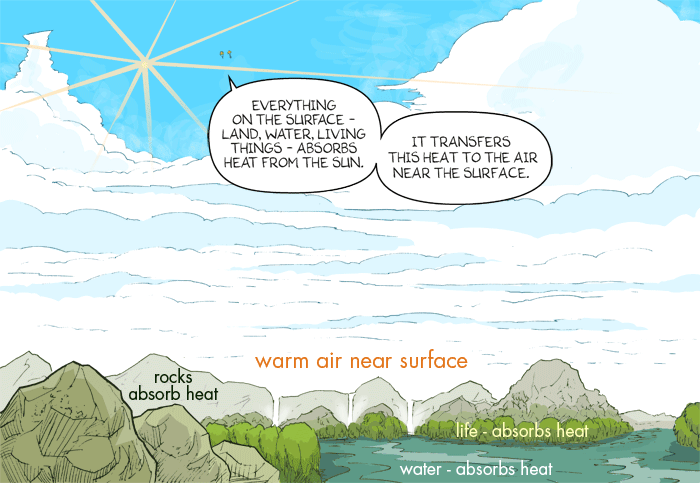 EVERYTHING
ON THE SURFACE -
LAND, WATER, LIVING
THINGS - ABSORBS
HEAT FROM THE SUN.
IT TRANSFERS
THIS HEAT TO THE AIR
NEAR THE SURFACE.
warm air near surface
rocks
absorb heat
life - absorbs heat
water - absorbs heat